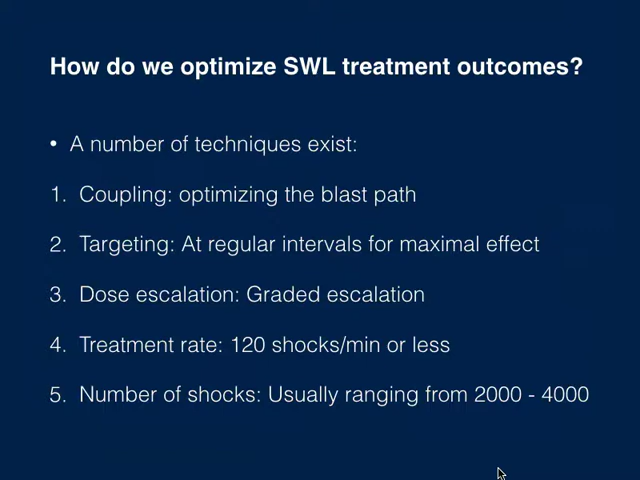 How do we optimize SWL treatment outcomes?
• A number of techniques exist:
1. Coupling: optimizing the blast path
2. Targeting: At regular intervals for maximal effect
3. Dose escalation: Graded escalation
4. Treatment rate: 120 shocks/min or less
5. Number of shocks: Usually ranging from 2000 - 4000